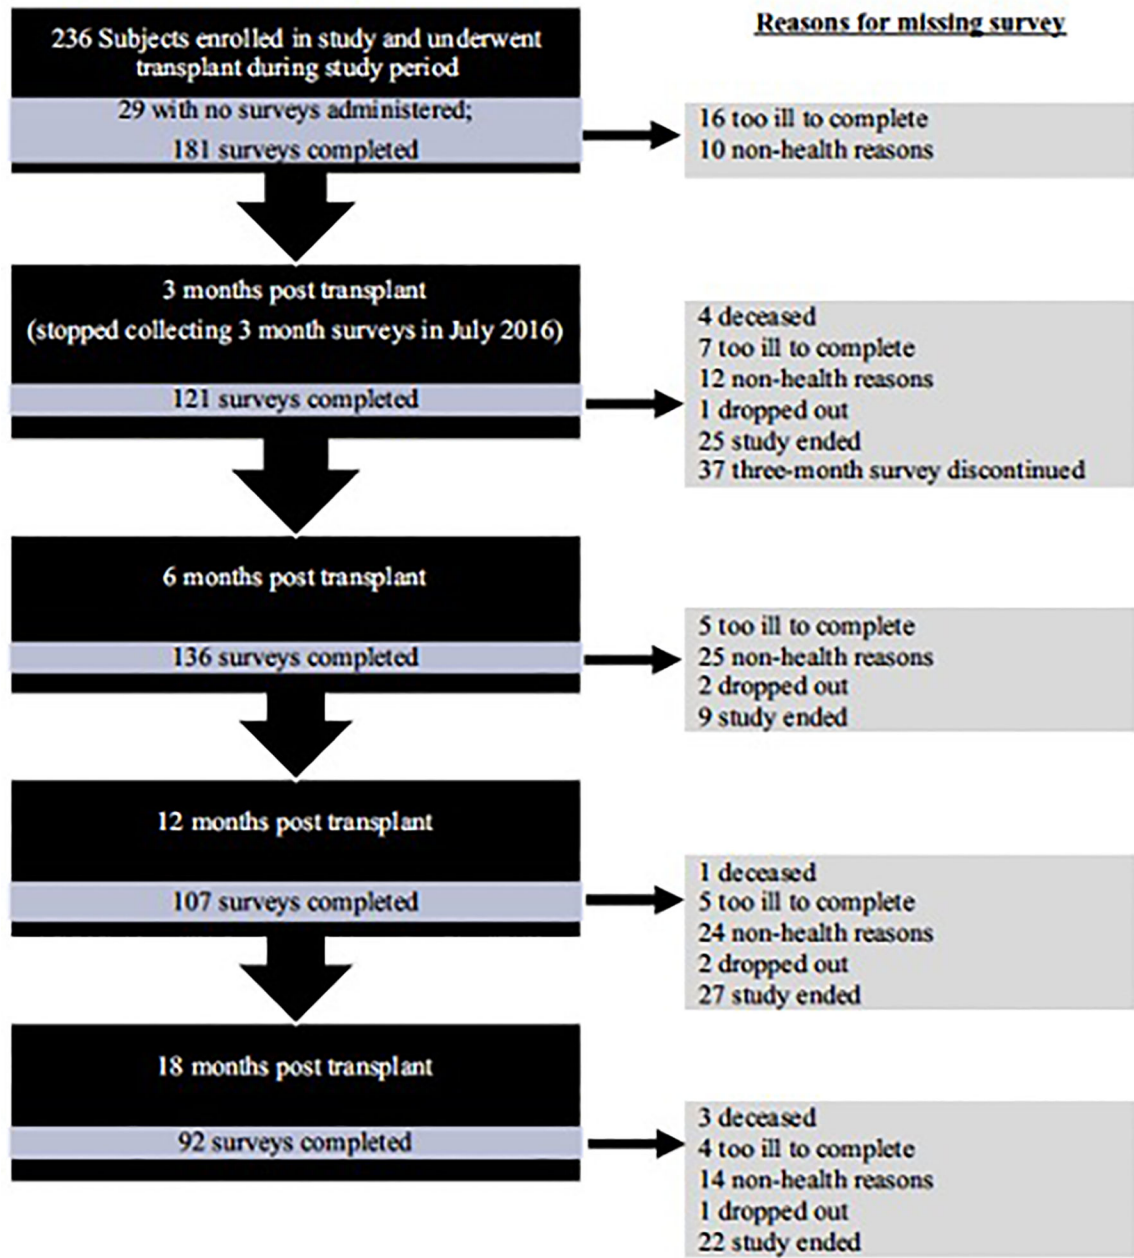 Reasons for missing survey
236 Subjects enrolled in study and underwent
transplant during study period
29 with no surveys administered;
181 surveys completed
16 too ill to complete
10 non-health reasons
3 months post transplant
(stopped collecting 3 month surveys in July 2016)
121 surveys completed
4 deceased
7 too ill to complete
12 non-health reasons
1 dropped out
25 study ended
37 three-month survey discontinued
6 months post transplant
136 surveys completed
5 too ill to complete
25 non-health reasons
2 dropped out
9 study ended
12 months post transplant
107 surveys completed
1 deceased
5 too ill to complete
24 non-health reasons
2 dropped out
27 study ended
18 months post transplant
92 surveys completed
3 deceased
4 too ill to complete
14 non-health reasons
1 dropped out
22 study ended